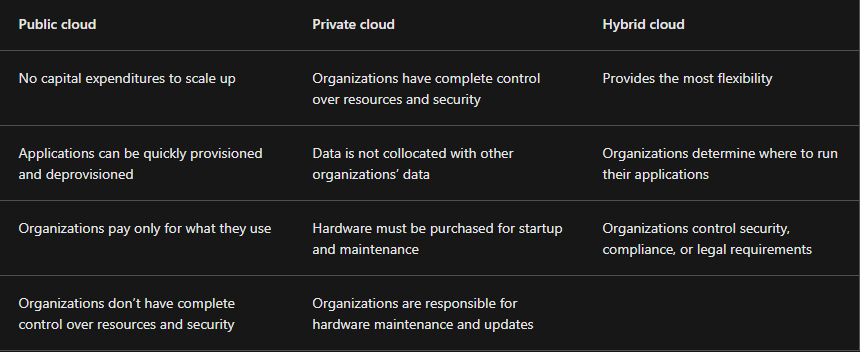 Public cloud
Private cloud
Hybrid cloud
No capital expenditures to scale up
Organizations have complete control
over resources and security
Provides the most flexibility
Applications can be quickly provisioned
and deprovisioned
Data is not collocated with other
organizations’ data
Organizations determine where to run
their applications
Organizations pay only for what they use
Hardware must be purchased for startup
and maintenance
Organizations control security,
compliance, or legal requirements
Organizations don’t have complete
control over resources and security
Organizations are responsible for
hardware maintenance and updates